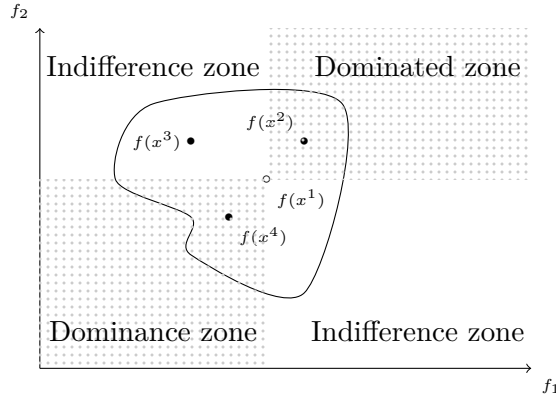 f₂
Indifference zone
Dominated zone
f(x²)
f(x³)
f(x¹)
f(x⁴)
Dominance zone
Indifference zone
f₁